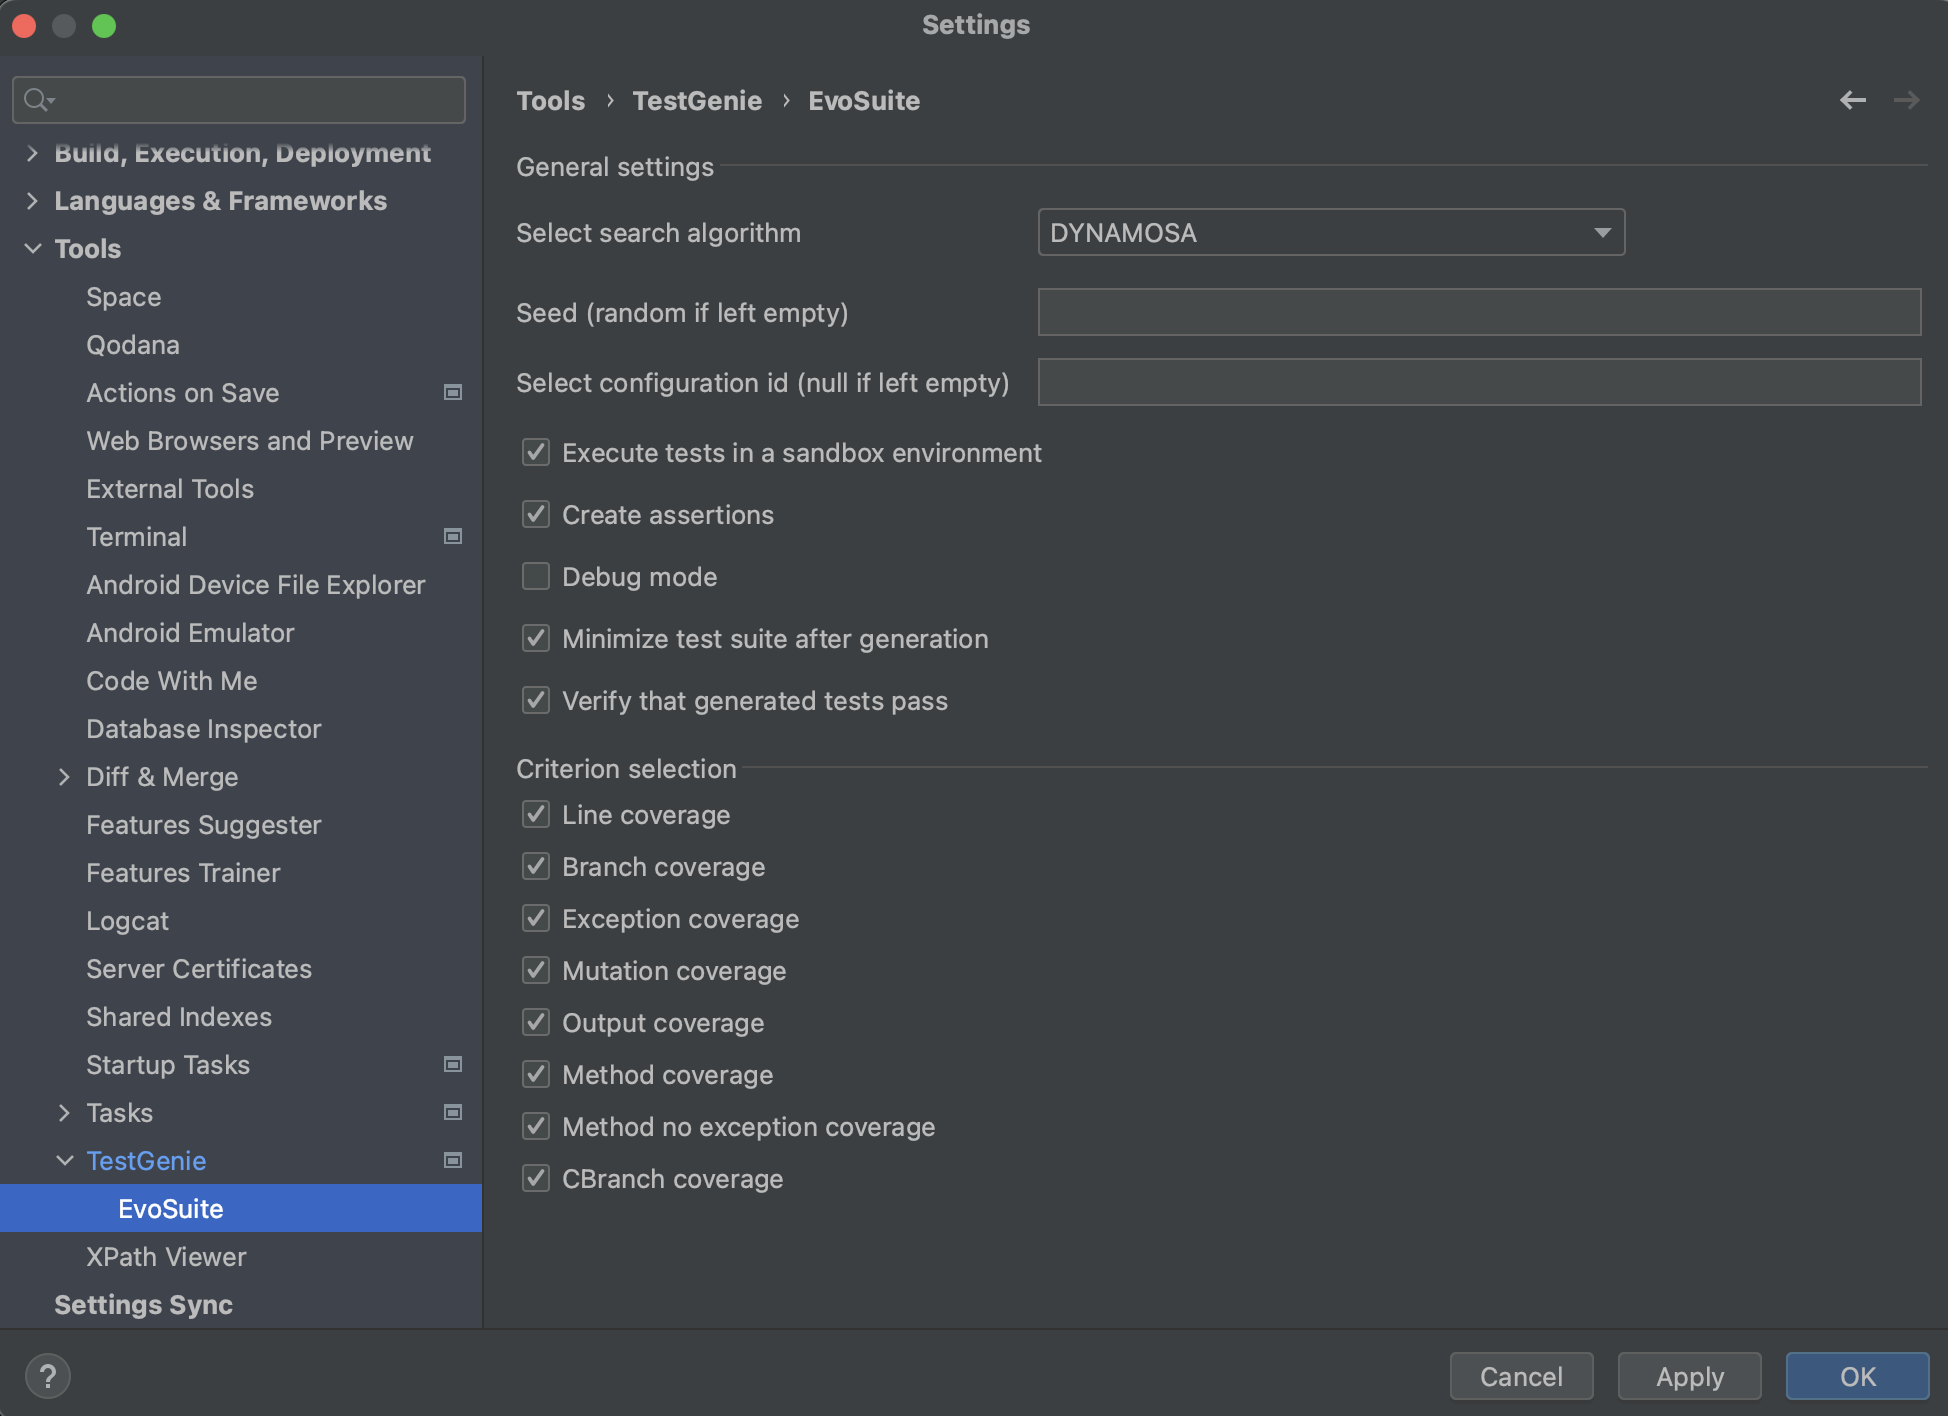 Settings
Build, Execution, Deployment
Languages & Frameworks
Tools
Space
Qodana
Actions on Save
Web Browsers and Preview
External Tools
Terminal
Android Device File Explorer
Android Emulator
Code With Me
Database Inspector
Diff & Merge
Features Suggester
Features Trainer
Logcat
Server Certificates
Shared Indexes
Startup Tasks
Tasks
TestGenie
EvoSuite
XPath Viewer
Settings Sync
Tools › TestGenie › EvoSuite
General settings
Select search algorithm DYNAMOSA
Seed (random if left empty)
Select configuration id (null if left empty)
Execute tests in a sandbox environment
Create assertions
Debug mode
Minimize test suite after generation
Verify that generated tests pass
Criterion selection
Line coverage
Branch coverage
Exception coverage
Mutation coverage
Output coverage
Method coverage
Method no exception coverage
CBranch coverage
? Cancel Apply OK